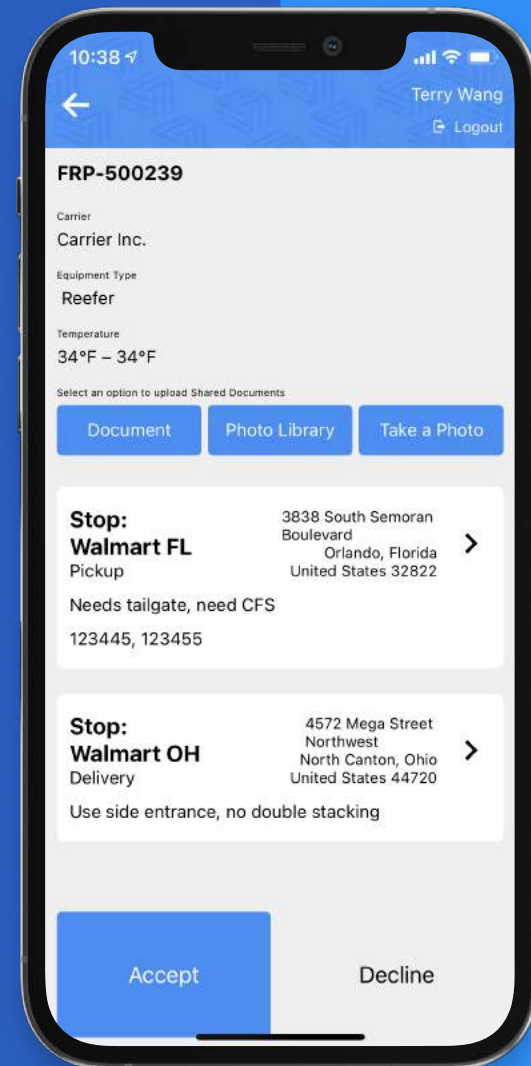 10:38
Terry Wang
Logout
FRP-500239
Carrier
Carrier Inc.
Equipment Type
Reefer
Temperature
34°F – 34°F
Select an option to upload Shared Documents
Document
Photo Library
Take a Photo
Stop:
Walmart FL
Pickup
3838 South Semoran
Boulevard
Orlando, Florida
United States 32822
Needs tailgate, need CFS
123445, 123455
Stop:
Walmart OH
Delivery
4572 Mega Street
Northwest
North Canton, Ohio
United States 44720
Use side entrance, no double stacking
Accept
Decline